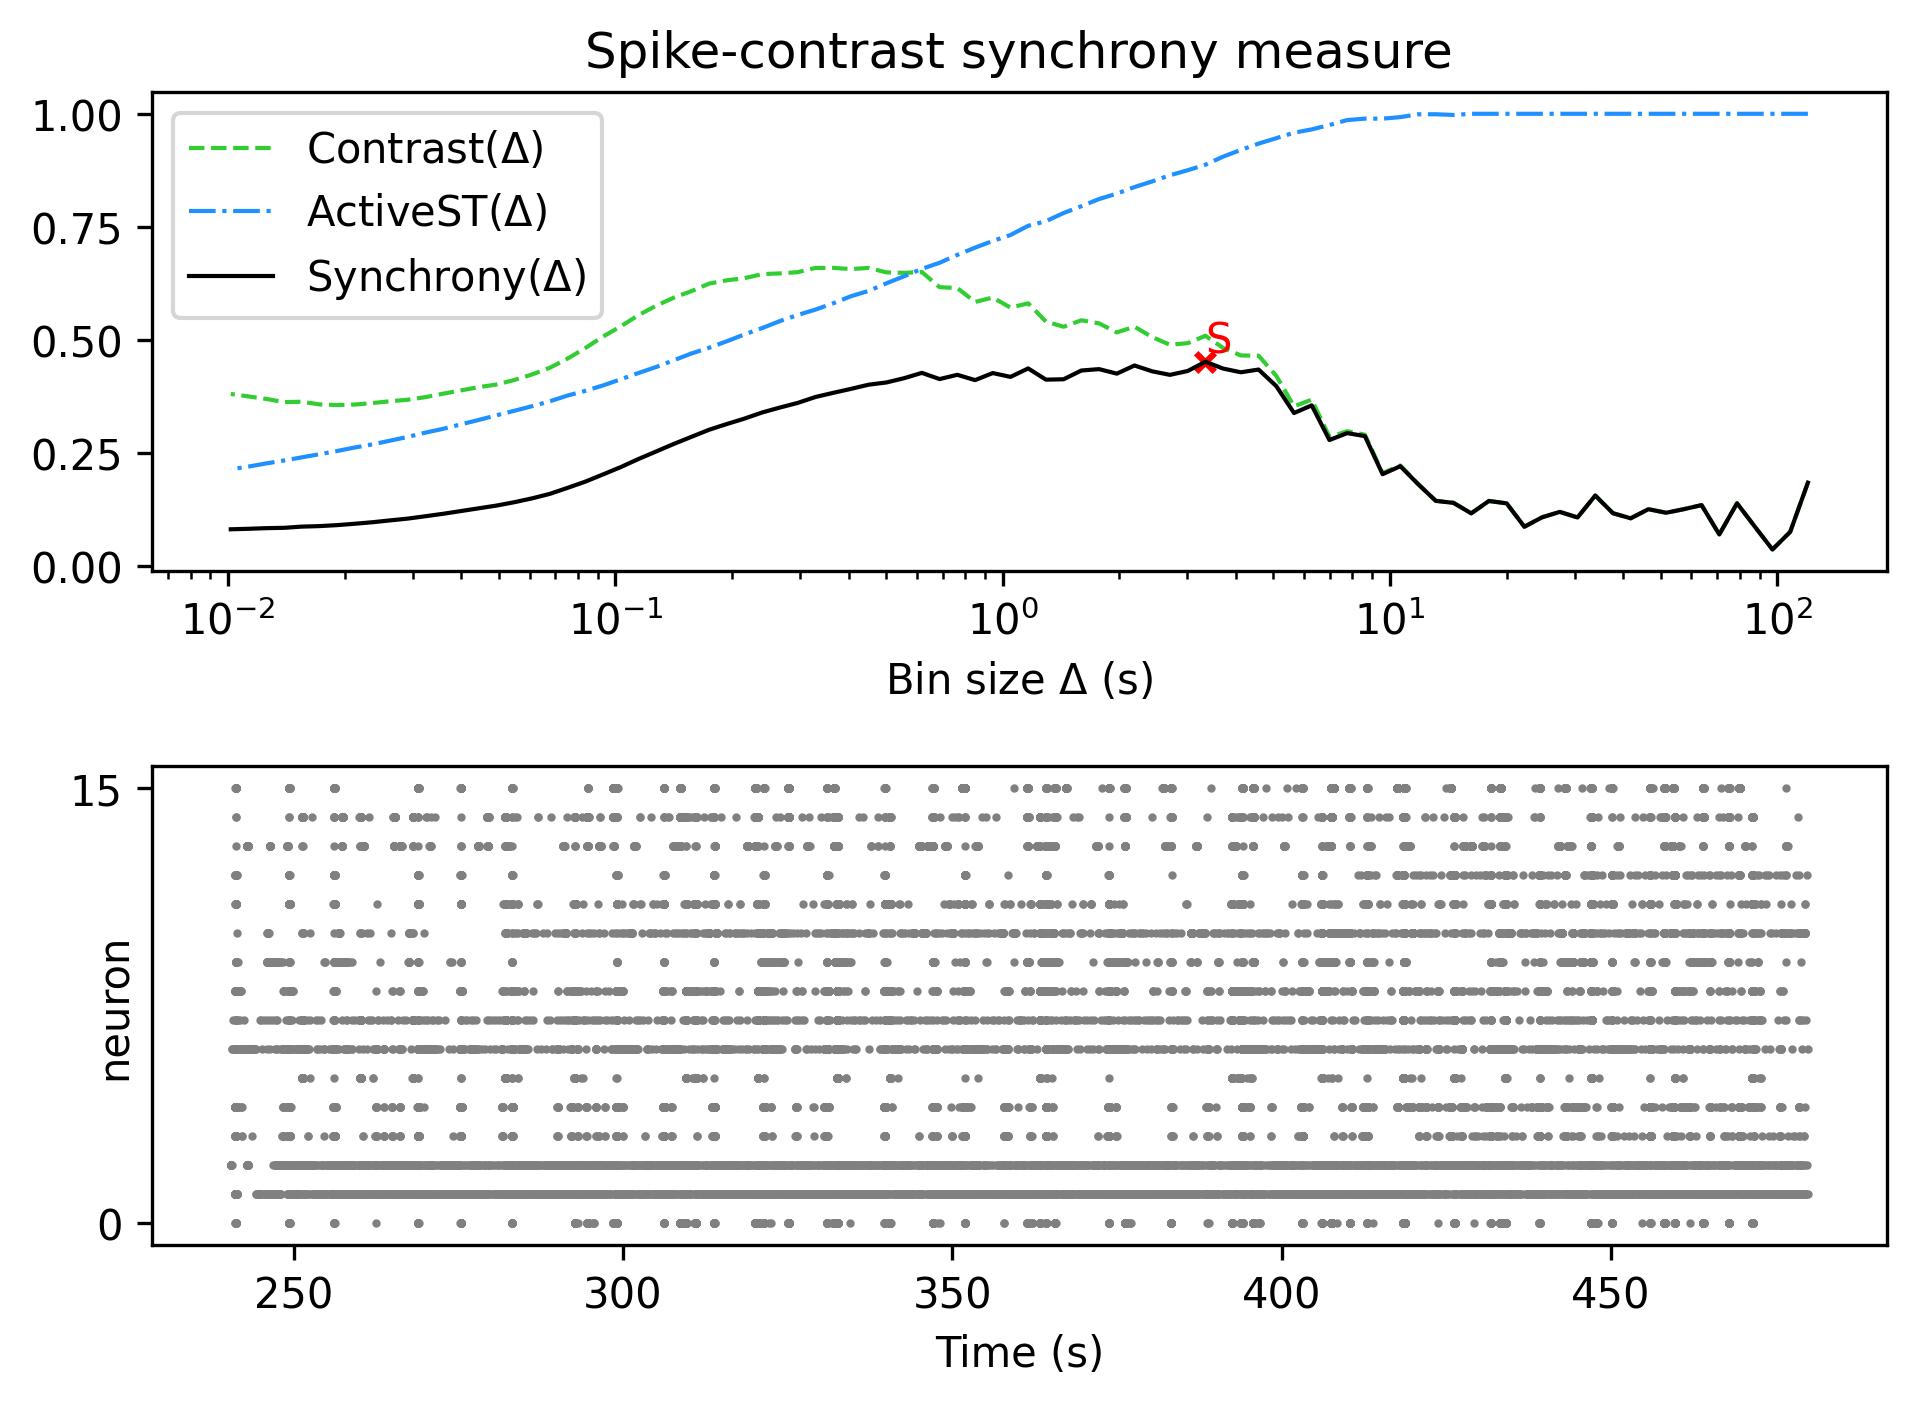 Spike-contrast synchrony measure
1.00
0.75
0.50
0.25
0.00
Contrast(Δ)
ActiveST(Δ)
Synchrony(Δ)
S
10⁻² 10⁻¹ 10⁰ 10¹ 10²
Bin size Δ (s)
15
0
neuron
250 300 350 400 450
Time (s)